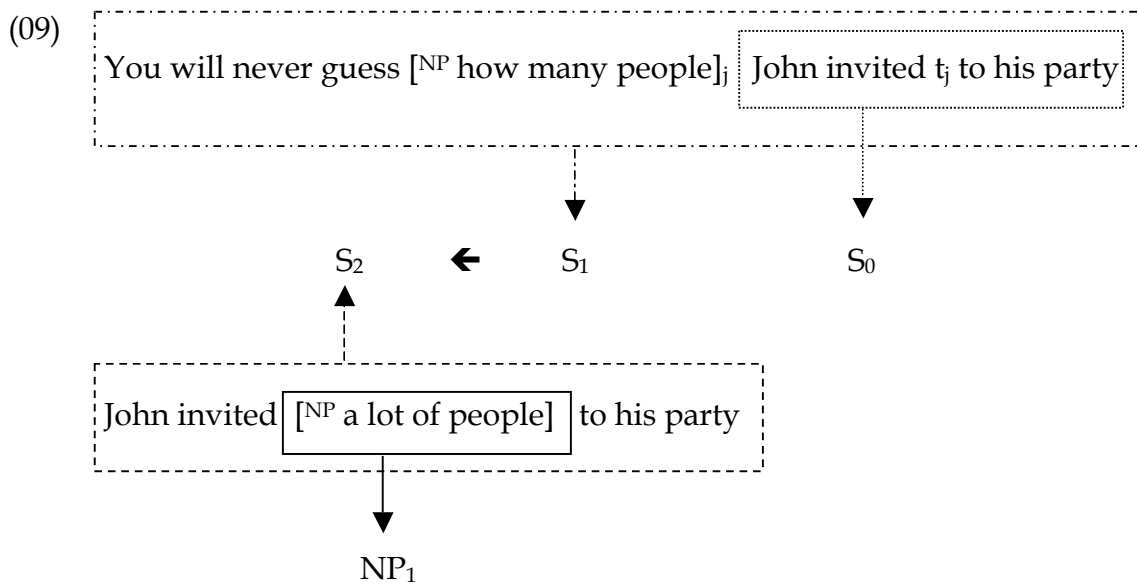 (09)
You will never guess [ᴺᴾ how many people]ⱼ John invited tⱼ to his party
S₂ 🡸 S₁ S₀
John invited [ᴺᴾ a lot of people] to his party
NP₁